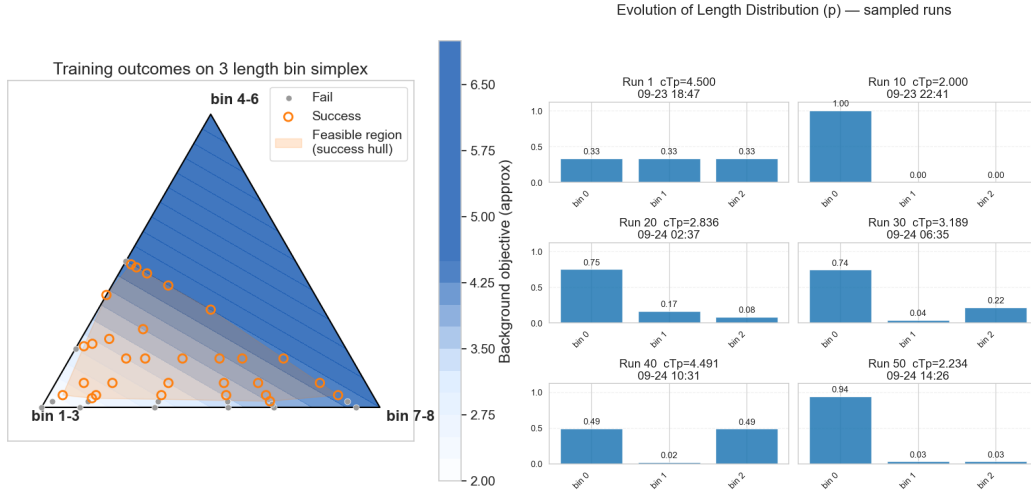 Evolution of Length Distribution (p) — sampled runs
Training outcomes on 3 length bin simplex
bin 4-6
Fail
Success
Feasible region
(success hull)
bin 1-3
bin 7-8
6.50
5.75
5.00
4.25
3.50
2.75
2.00
Background objective (approx)
Run 1 cTp=4.500
09-23 18:47
1.0
0.5
0.0
0.33
0.33
0.33
bin 0
bin 1
bin 2
Run 10 cTp=2.000
09-23 22:41
1.00
0.00
0.00
bin 0
bin 1
bin 2
Run 20 cTp=2.836
09-24 02:37
1.0
0.5
0.0
0.75
0.17
0.08
bin 0
bin 1
bin 2
Run 30 cTp=3.189
09-24 06:35
0.74
0.04
0.22
bin 0
bin 1
bin 2
Run 40 cTp=4.491
09-24 10:31
1.0
0.5
0.0
0.49
0.02
0.49
bin 0
bin 1
bin 2
Run 50 cTp=2.234
09-24 14:26
0.94
0.03
0.03
bin 0
bin 1
bin 2